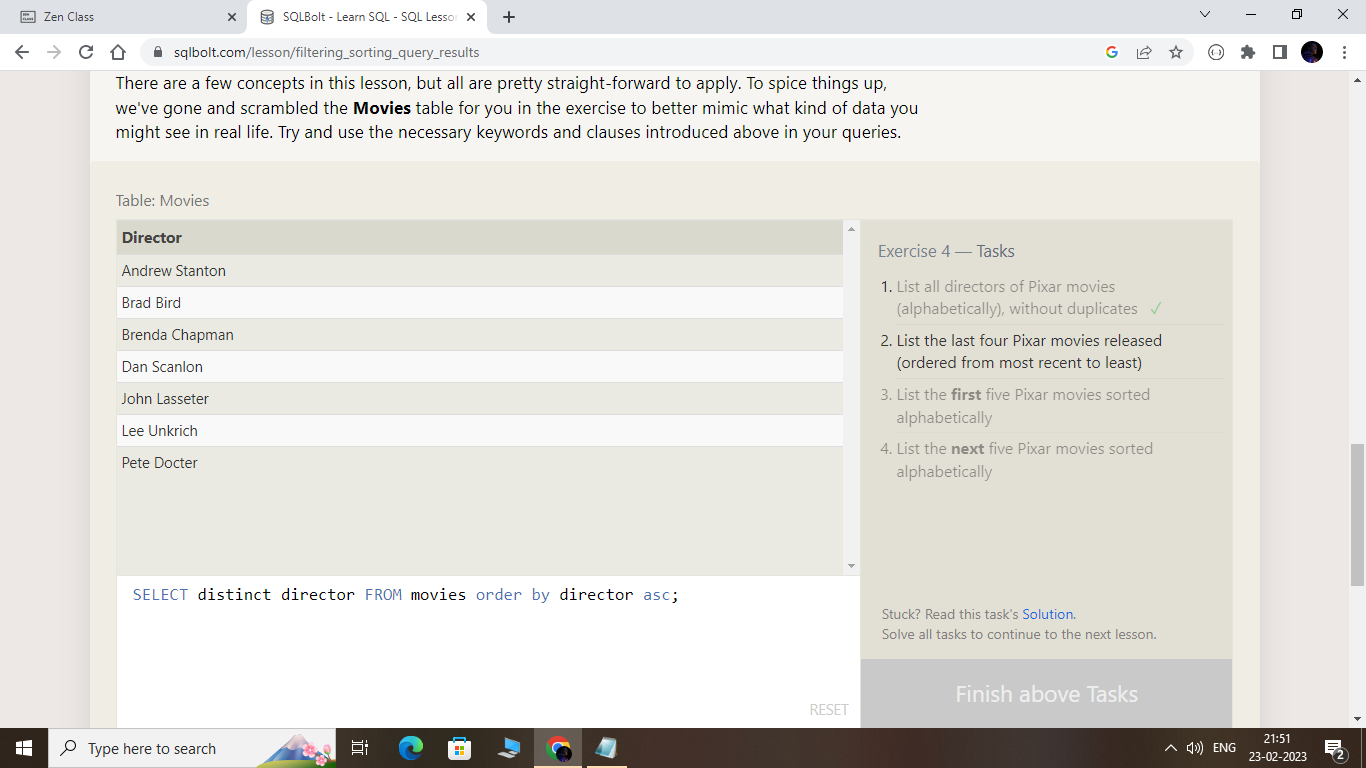 Zen Class
SQLBolt - Learn SQL - SQL Lesso
sqlbolt.com/lesson/filtering_sorting_query_results
There are a few concepts in this lesson, but all are pretty straight-forward to apply. To spice things up,
we've gone and scrambled the Movies table for you in the exercise to better mimic what kind of data you
might see in real life. Try and use the necessary keywords and clauses introduced above in your queries.
Table: Movies
Director
Andrew Stanton
Brad Bird
Brenda Chapman
Dan Scanlon
John Lasseter
Lee Unkrich
Pete Docter
SELECT distinct director FROM movies order by director asc;
RESET
Exercise 4 — Tasks
1. List all directors of Pixar movies
(alphabetically), without duplicates ✓
2. List the last four Pixar movies released
(ordered from most recent to least)
3. List the first five Pixar movies sorted
alphabetically
4. List the next five Pixar movies sorted
alphabetically
Stuck? Read this task's Solution.
Solve all tasks to continue to the next lesson.
Finish above Tasks
Type here to search
ENG
21:51
23-02-2023
2